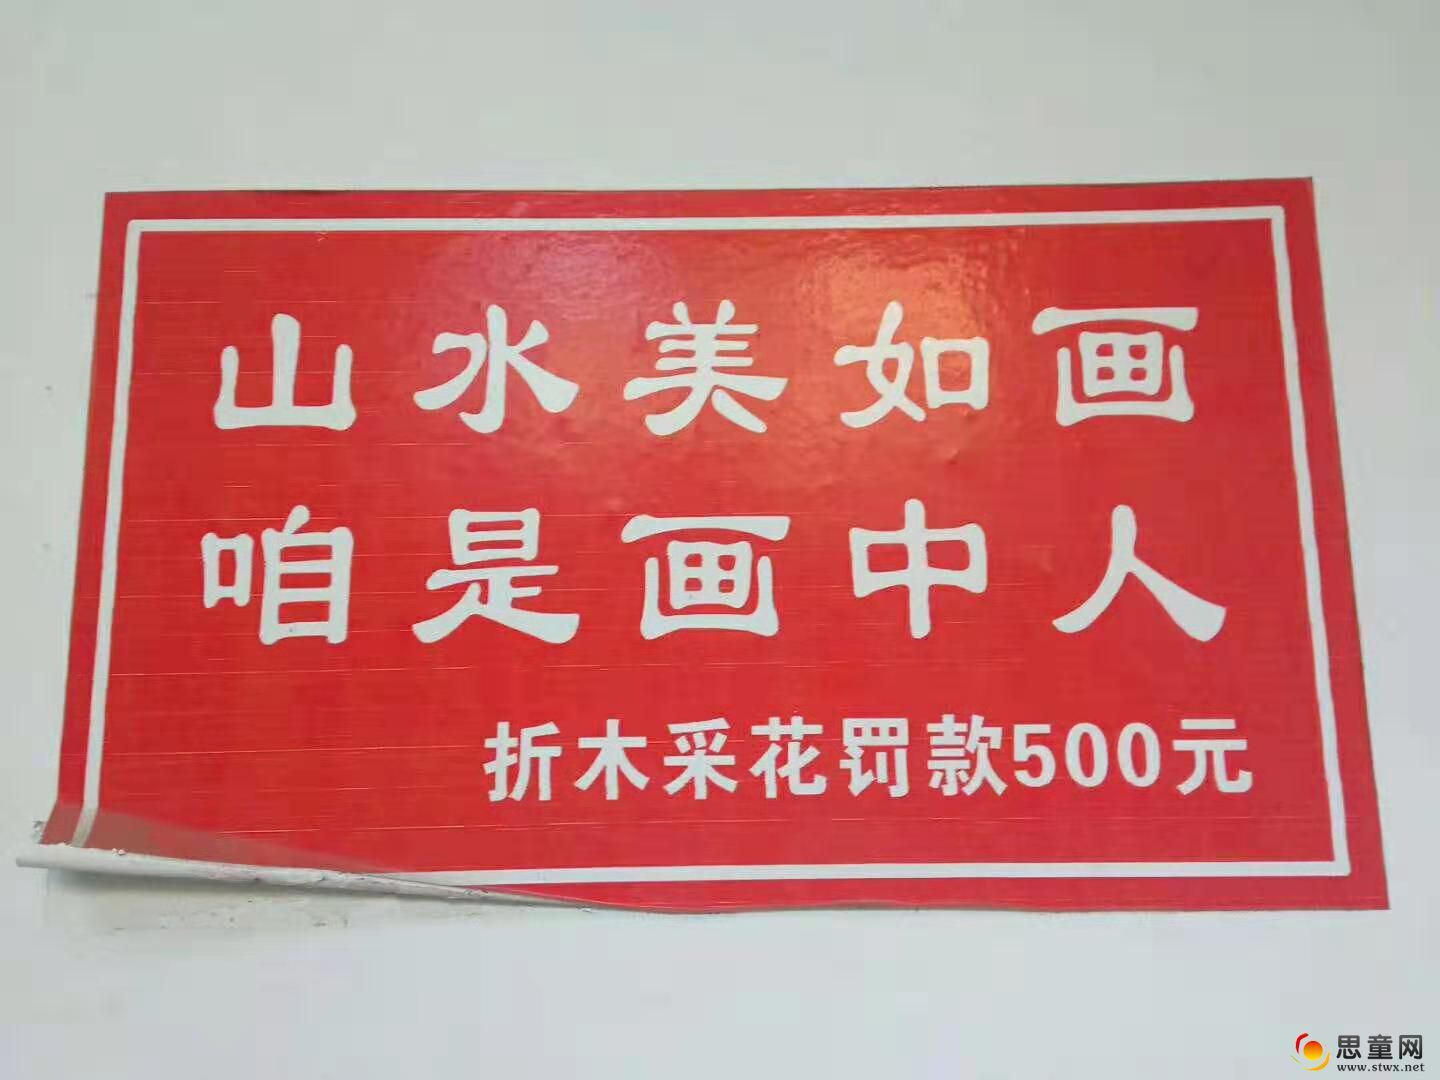 山水美如画
咱是画中人
折木采花罚款500元
思童网
www.stwx.net